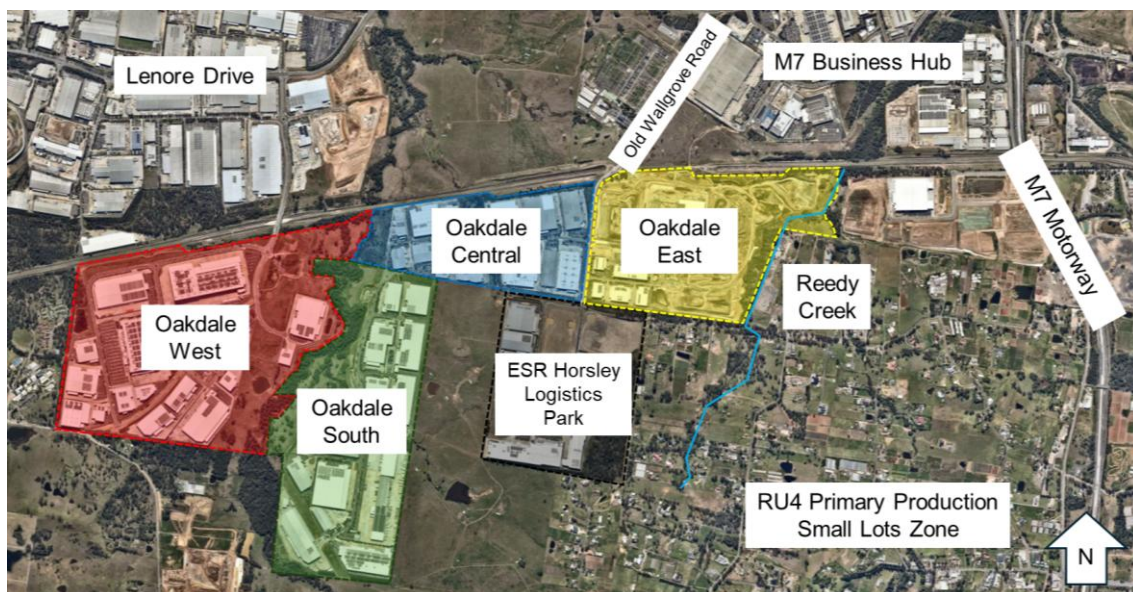 Lenore Drive
Old Wallgrove Road
M7 Business Hub
M7 Motorway
Oakdale
Central
Oakdale
East
Reedy
Creek
Oakdale
West
ESR Horsley
Logistics
Park
Oakdale
South
RU4 Primary Production
Small Lots Zone
N